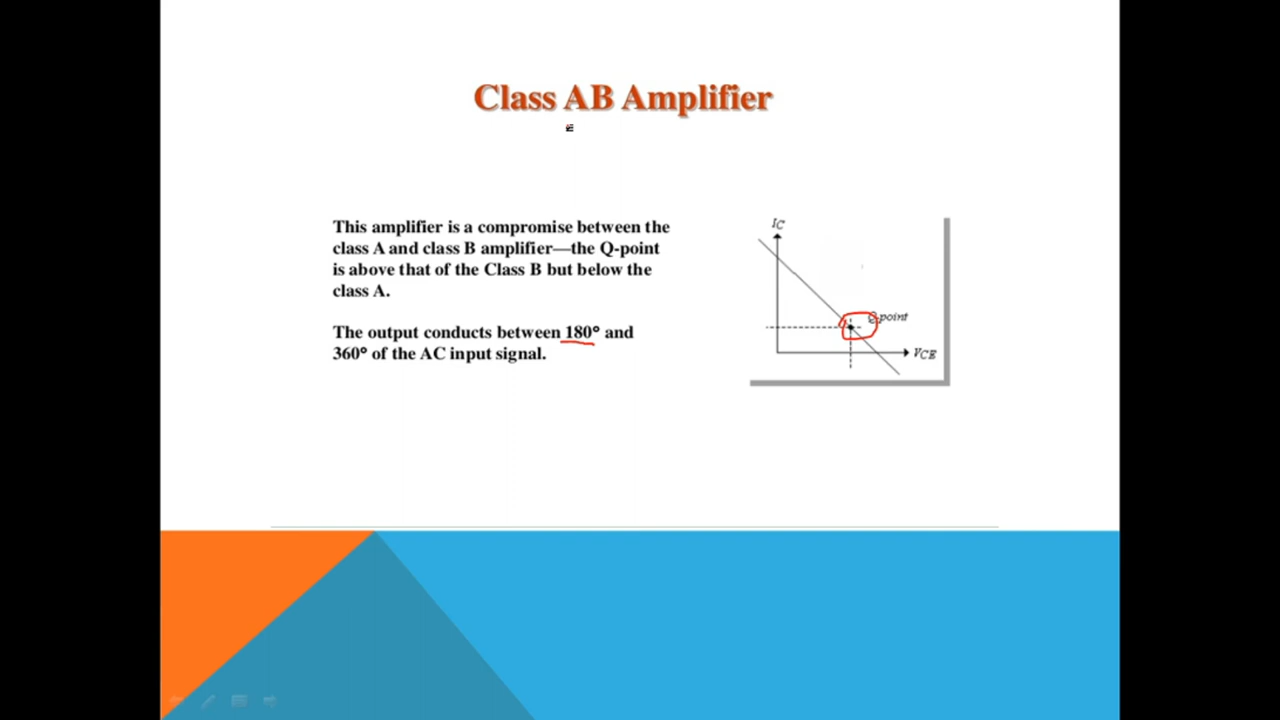 Class AB Amplifier
This amplifier is a compromise between the
class A and class B amplifier—the Q-point
is above that of the Class B but below the
class A.
The output conducts between 180° and
360° of the AC input signal.
IC
Q-point
VCE